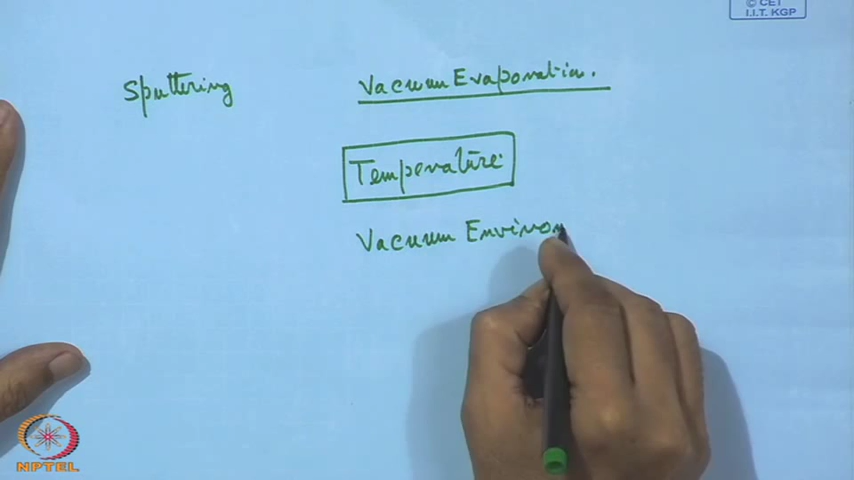 © CET
I.I.T. KGP
Sputtering
Vacuum Evaporation.
Temperature
Vacuum Environ
NPTEL